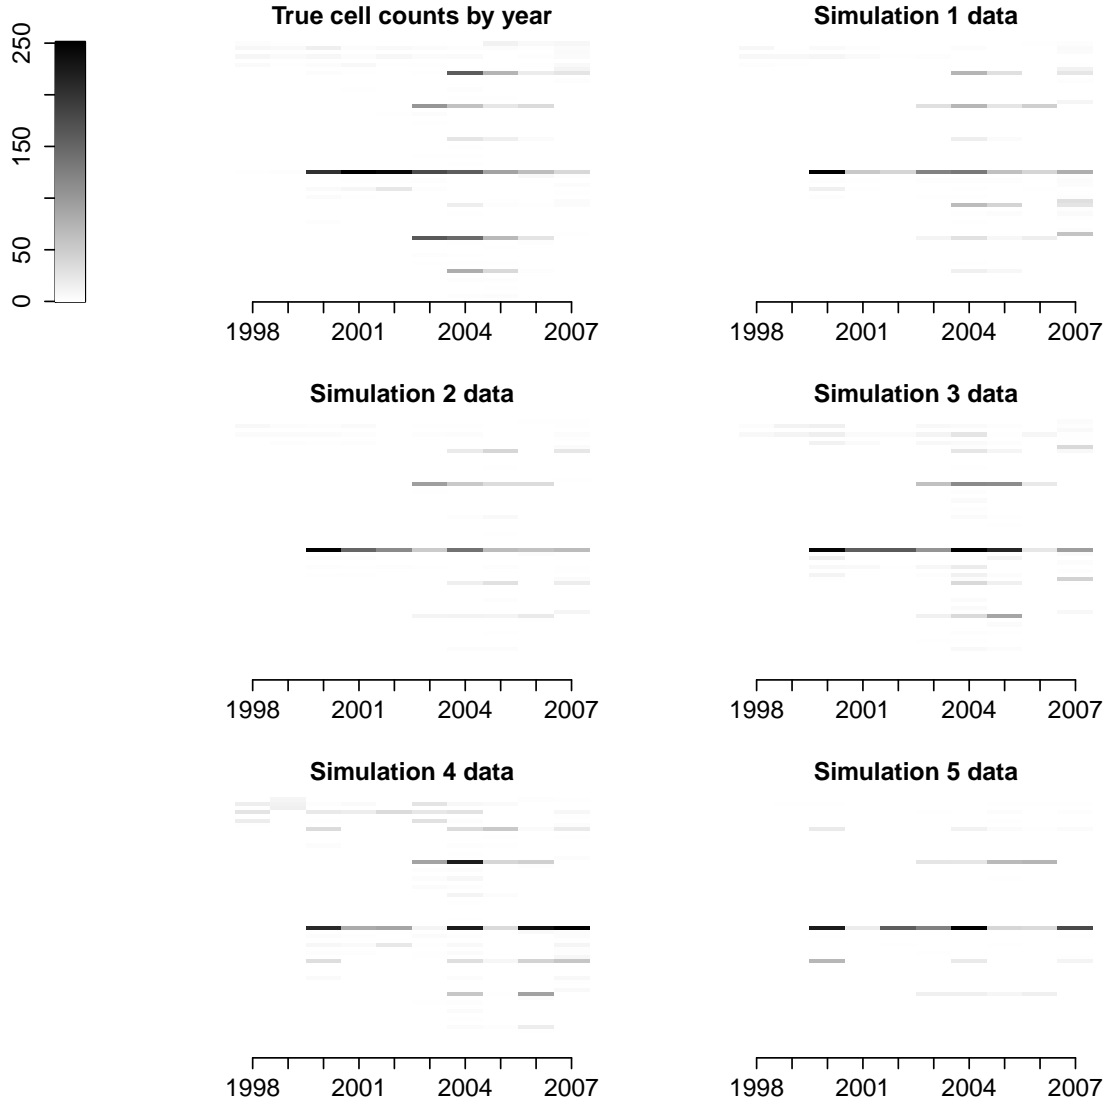 True cell counts by year
Simulation 1 data
0 50 150 250
1998 2001 2004 2007
1998 2001 2004 2007
Simulation 2 data
Simulation 3 data
1998 2001 2004 2007
1998 2001 2004 2007
Simulation 4 data
Simulation 5 data
1998 2001 2004 2007
1998 2001 2004 2007